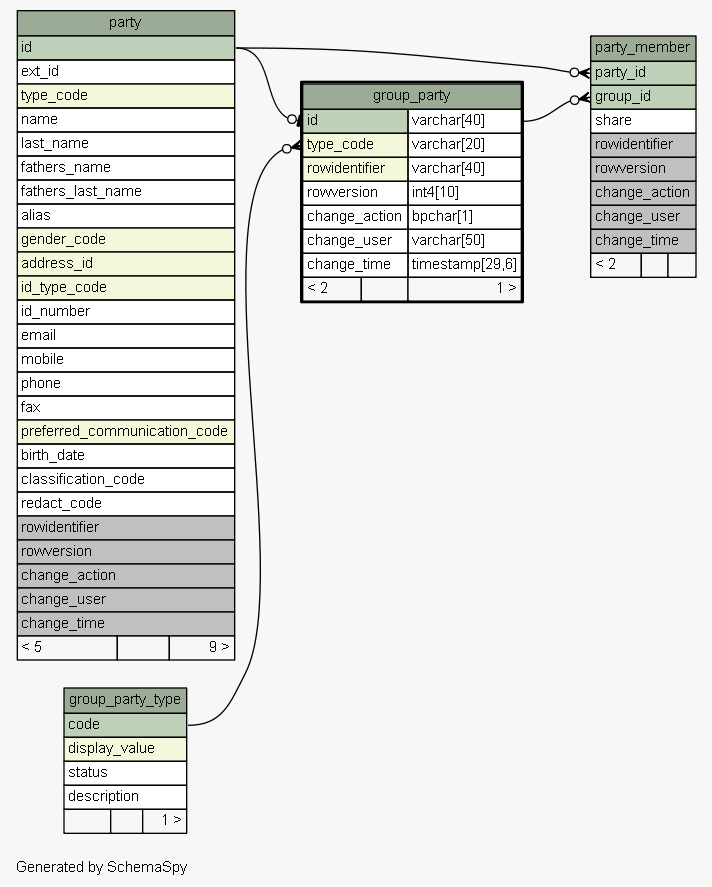 party
id
ext_id
type_code
name
last_name
fathers_name
fathers_last_name
alias
gender_code
address_id
id_type_code
id_number
email
mobile
phone
fax
preferred_communication_code
birth_date
classification_code
redact_code
rowidentifier
rowversion
change_action
change_user
change_time
< 5 9 >
group_party
id varchar[40]
type_code varchar[20]
rowidentifier varchar[40]
rowversion int4[10]
change_action bpchar[1]
change_user varchar[50]
change_time timestamp[29,6]
< 2 1 >
party_member
party_id
group_id
share
rowidentifier
rowversion
change_action
change_user
change_time
< 2
group_party_type
code
display_value
status
description
1 >
Generated by SchemaSpy